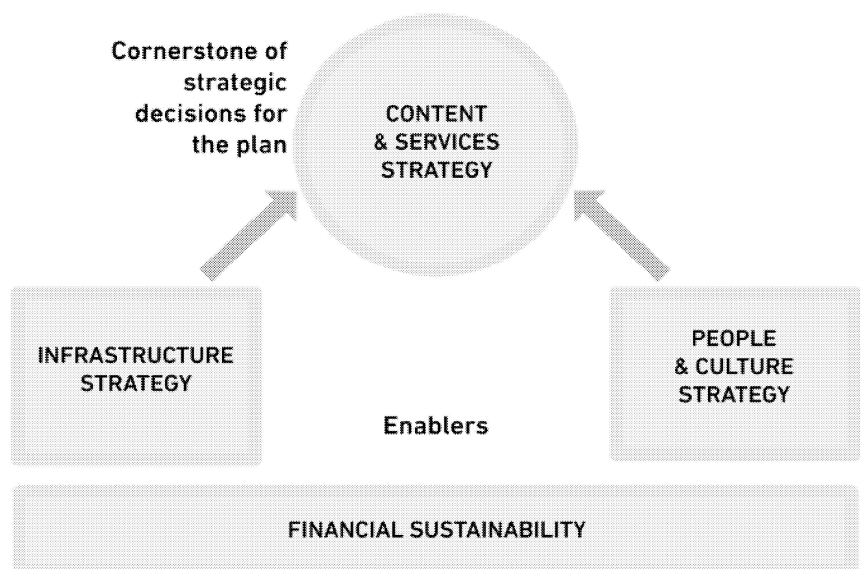 Cornerstone of
strategic
decisions for
the plan
CONTENT
& SERVICES
STRATEGY
INFRASTRUCTURE
STRATEGY
PEOPLE
& CULTURE
STRATEGY
Enablers
FINANCIAL SUSTAINABILITY